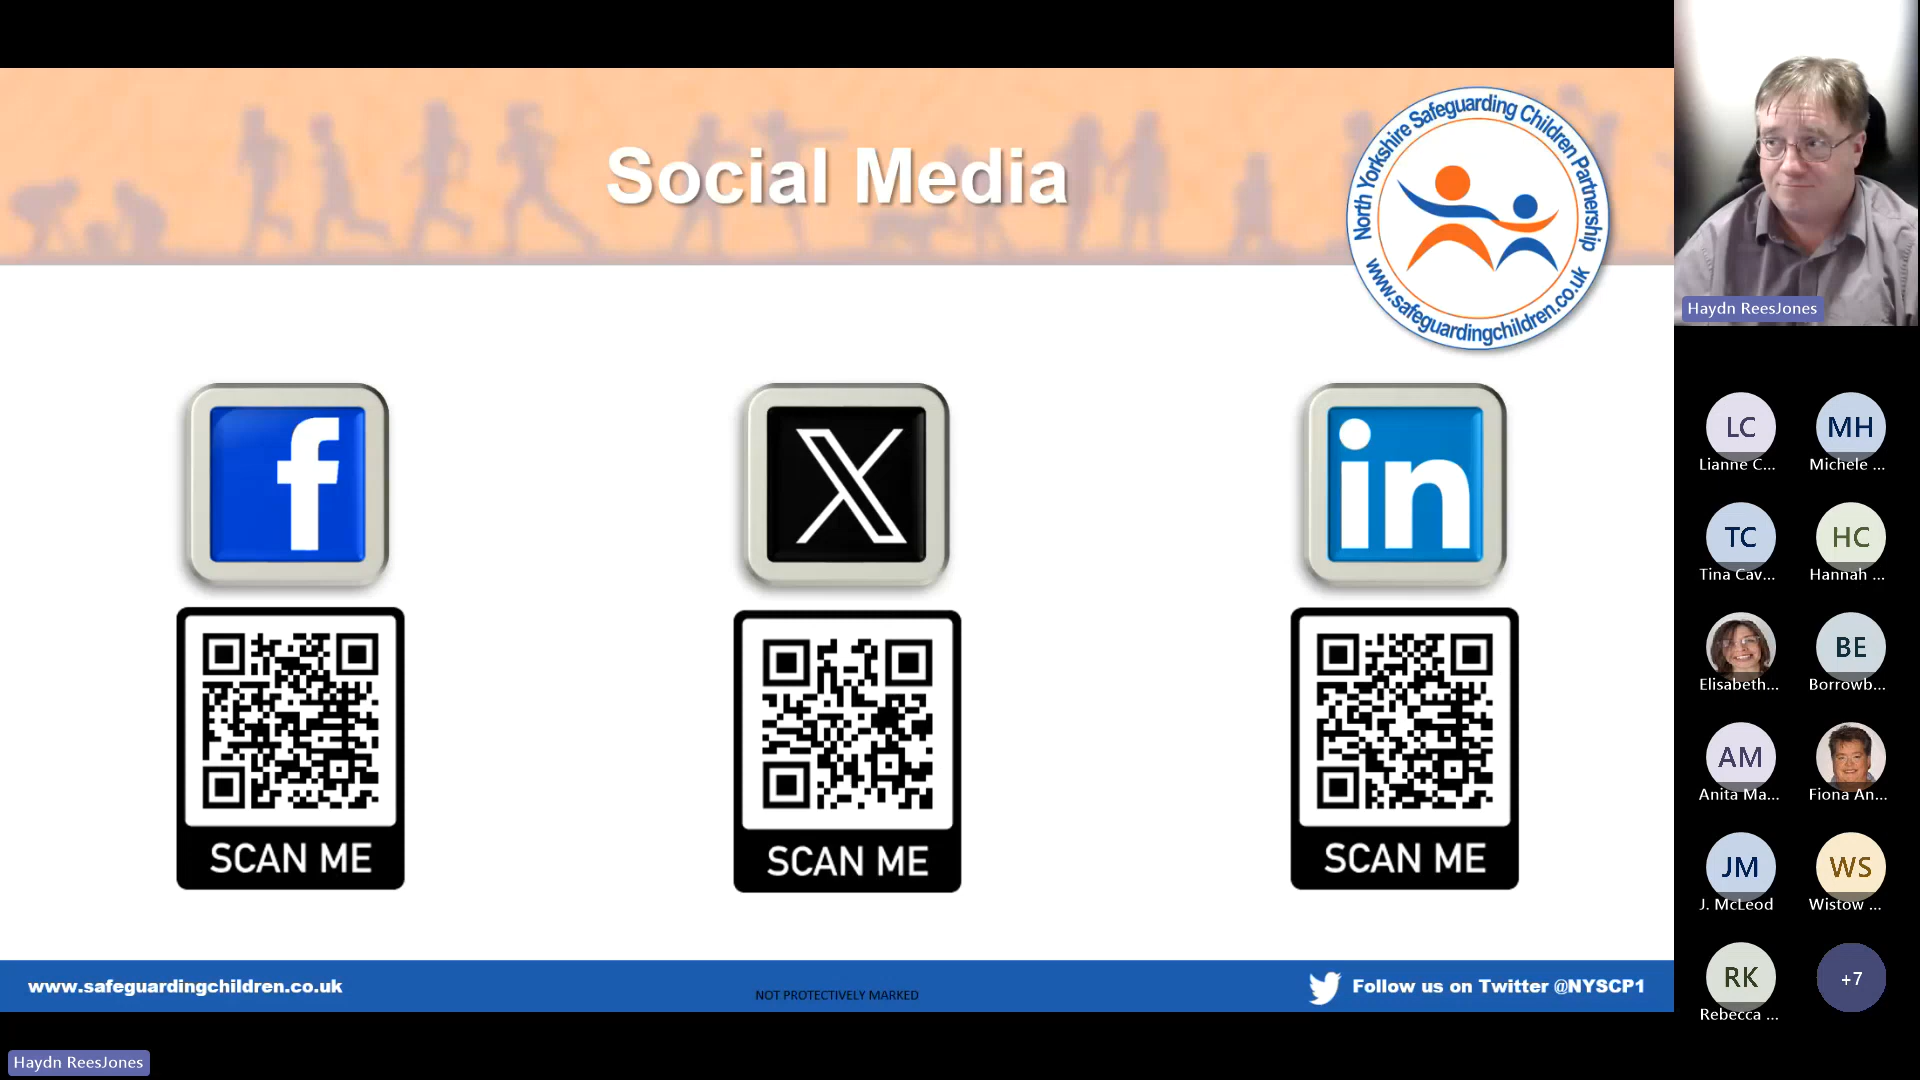 Social Media
North Yorkshire Safeguarding Children Partnership
www.safeguardingchildren.co.uk
f
X
in
SCAN ME
SCAN ME
SCAN ME
www.safeguardingchildren.co.uk
NOT PROTECTIVELY MARKED
Follow us on Twitter @NYSCP1
Haydn ReesJones
Haydn ReesJones
LC
MH
Lianne C...
Michele ...
TC
HC
Tina Cav...
Hannah ...
BE
Elisabeth...
Borrowb...
AM
Anita Ma...
Fiona An...
JM
WS
J. McLeod
Wistow ...
RK
+7
Rebecca ...